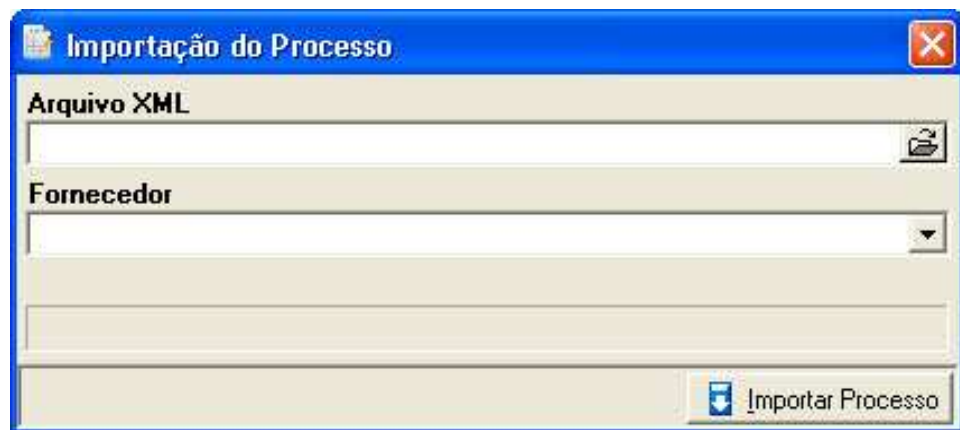 Importação do Processo
Arquivo XML
Fornecedor
Importar Processo